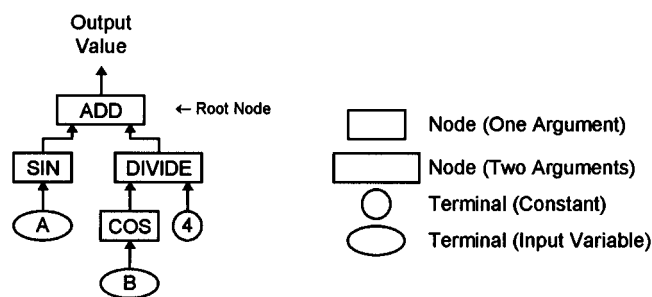 Output
Value
ADD
← Root Node
SIN
DIVIDE
A
COS
4
B
Node (One Argument)
Node (Two Arguments)
Terminal (Constant)
Terminal (Input Variable)